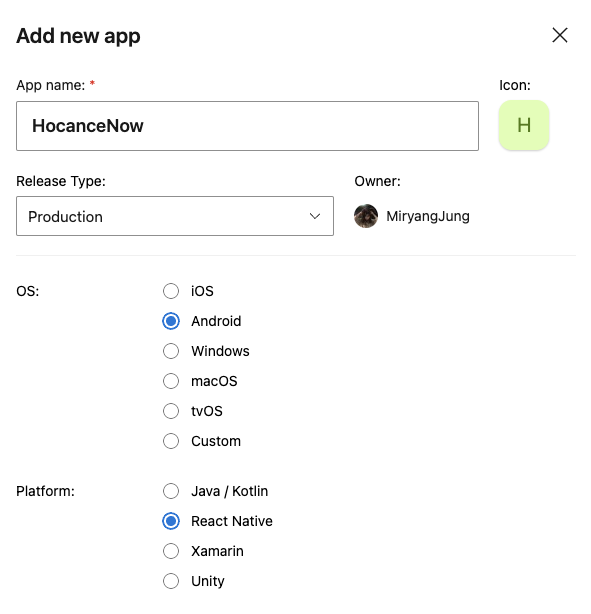 Add new app
App name: *
Icon:
HocanceNow
H
Release Type:
Owner:
Production
MiryangJung
OS:
iOS
Android
Windows
macOS
tvOS
Custom
Platform:
Java / Kotlin
React Native
Xamarin
Unity